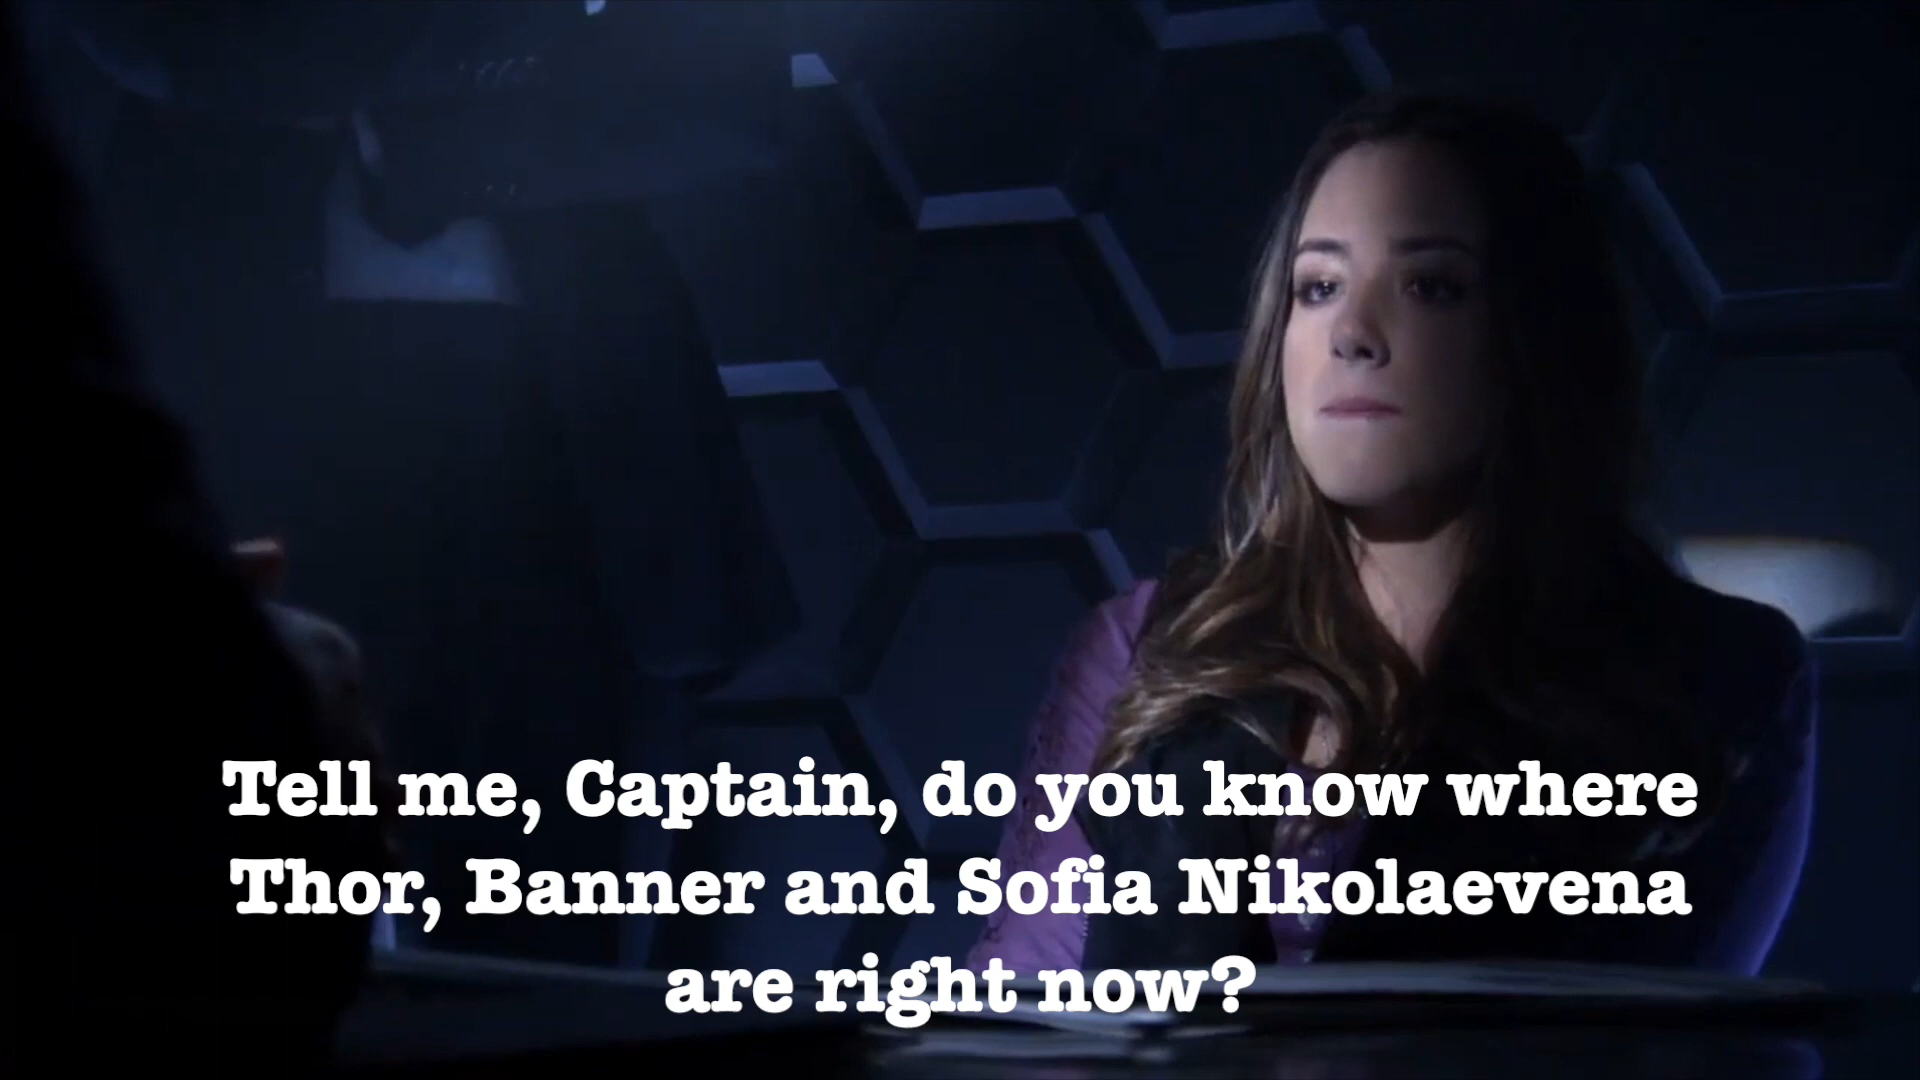 Tell me, Captain, do you know where
Thor, Banner and Sofia Nikolaevena
are right now?